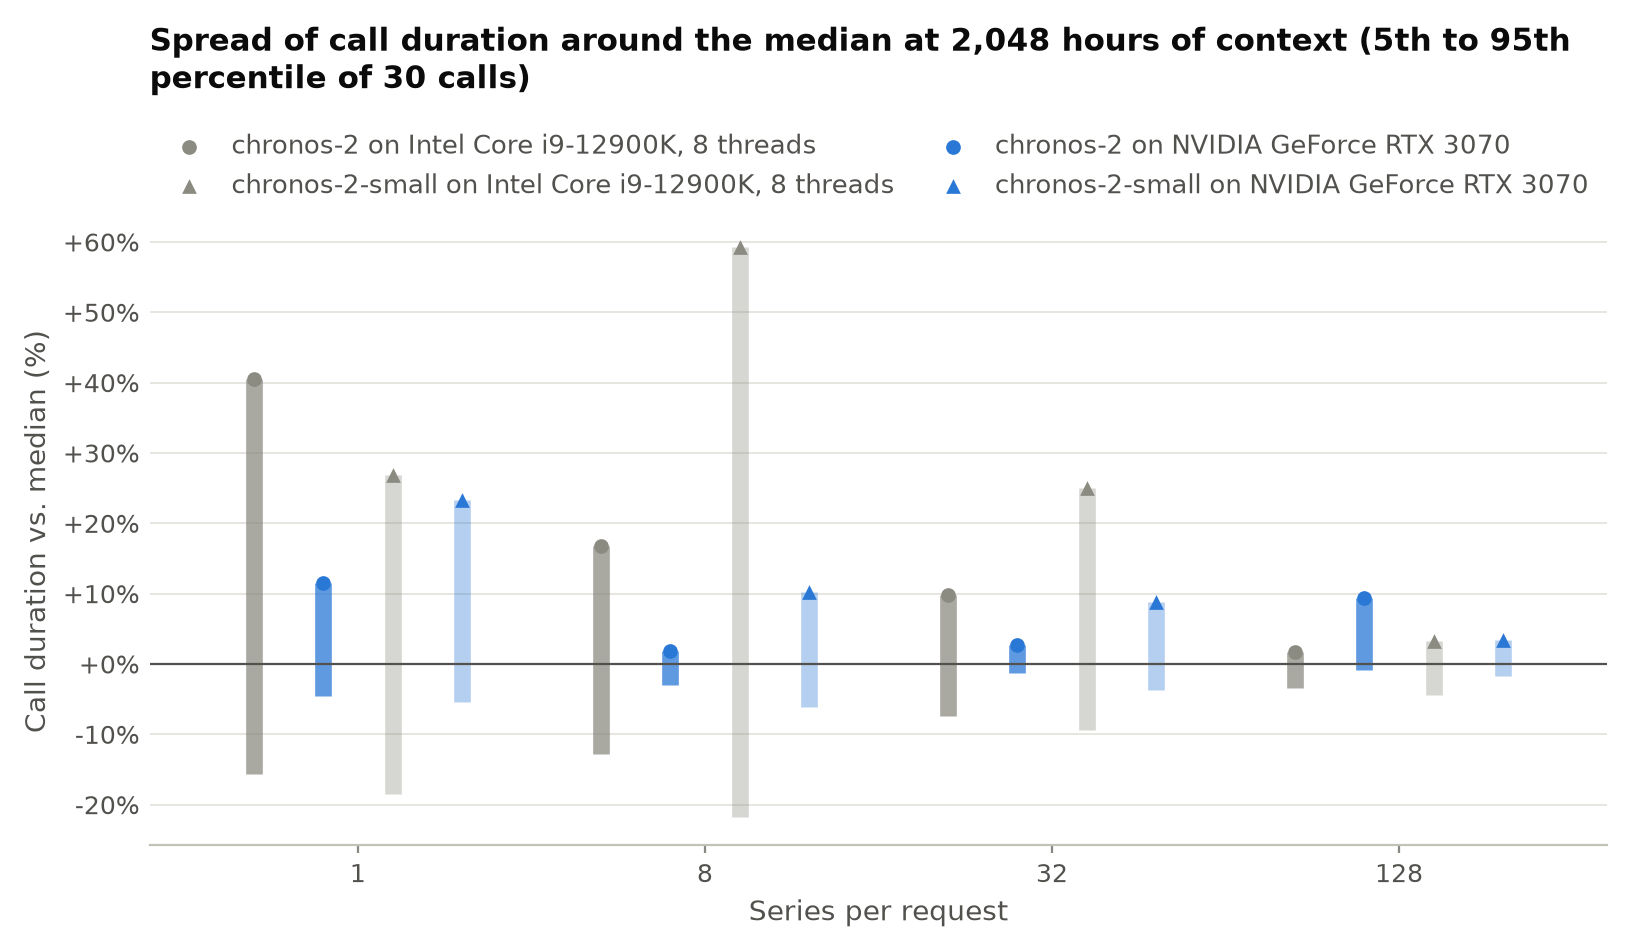 Spread of call duration around the median at 2,048 hours of context (5th to 95th
percentile of 30 calls)
chronos-2 on Intel Core i9-12900K, 8 threads
chronos-2 on NVIDIA GeForce RTX 3070
chronos-2-small on Intel Core i9-12900K, 8 threads
chronos-2-small on NVIDIA GeForce RTX 3070
Call duration vs. median (%)
+60%
+50%
+40%
+30%
+20%
+10%
+0%
-10%
-20%
1
8
32
128
Series per request